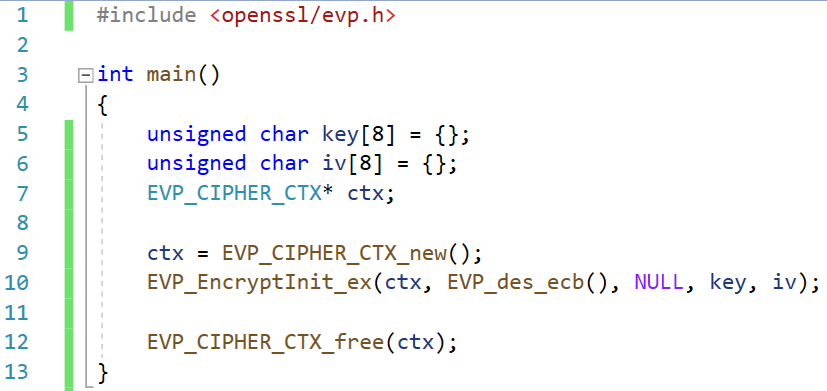 1 #include <openssl/evp.h>
2
3 int main()
4 {
5     unsigned char key[8] = {};
6     unsigned char iv[8] = {};
7     EVP_CIPHER_CTX* ctx;
8
9     ctx = EVP_CIPHER_CTX_new();
10     EVP_EncryptInit_ex(ctx, EVP_des_ecb(), NULL, key, iv);
11
12     EVP_CIPHER_CTX_free(ctx);
13 }